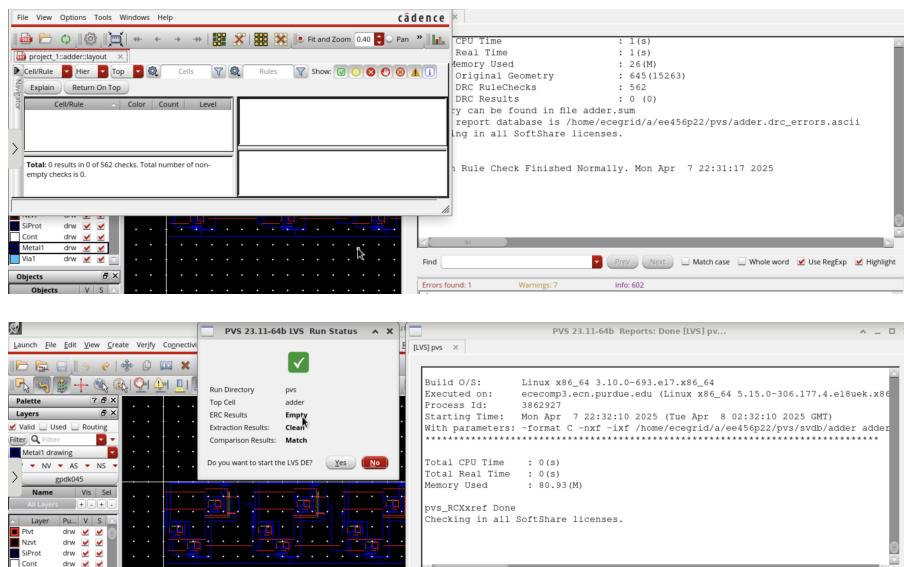 File View Options Tools Windows Help cādence
Fit and Zoom 0.40 Pan »
project_1::adder::layout
Cell/Rule Hier Top Cells Rules Show:
Explain Return On Top
Navigator
Cell/Rule Color Count Level
Total: 0 results in 0 of 562 checks. Total number of non-
empty checks is 0.
SiProt drw
Cont drw
Metal1 drw
Via1 drw
Objects
Objects V S
CPU Time : 1(s)
Real Time : 1(s)
Memory Used : 26(M)
Original Geometry : 645(15263)
DRC RuleChecks : 562
DRC Results : 0 (0)
ry can be found in file adder.sum
report database is /home/ecegrid/a/ee456p22/pvs/adder.drc_errors.ascii
ing in all SoftShare licenses.
n Rule Check Finished Normally. Mon Apr 7 22:31:17 2025
Find Prev Next Match case Whole word Use RegExp Highlight
Errors found: 1 Warnings: 7 Info: 602
Launch File Edit View Create Verify Connectivi
Palette
Layers
Valid Used Routing
Filter Filter
Metal1 drawing
NV AS NS
gpdk045
Name Vis Sel
All Layers
Layer Pu... V S
Plvt drw
Nzvt drw
SiProt drw
Cont drw
PVS 23.11-64b LVS Run Status
Run Directory pvs
Top Cell adder
ERC Results Empty
Extraction Results: Clean
Comparison Results: Match
Do you want to start the LVS DE? Yes No
PVS 23.11-64b Reports: Done [LVS] pv...
[LVS] pvs
Build O/S: Linux x86_64 3.10.0-693.el7.x86_64
Executed on: ececomp3.ecn.purdue.edu (Linux x86_64 5.15.0-306.177.4.el8uek.x86
Process Id: 3862927
Starting Time: Mon Apr 7 22:32:10 2025 (Tue Apr 8 02:32:10 2025 GMT)
With parameters: -format C -nxf -ixf /home/ecegrid/a/ee456p22/pvs/svdb/adder adder
Total CPU Time : 0(s)
Total Real Time : 0(s)
Memory Used : 80.93(M)
pvs_RCXxref Done
Checking in all SoftShare licenses.